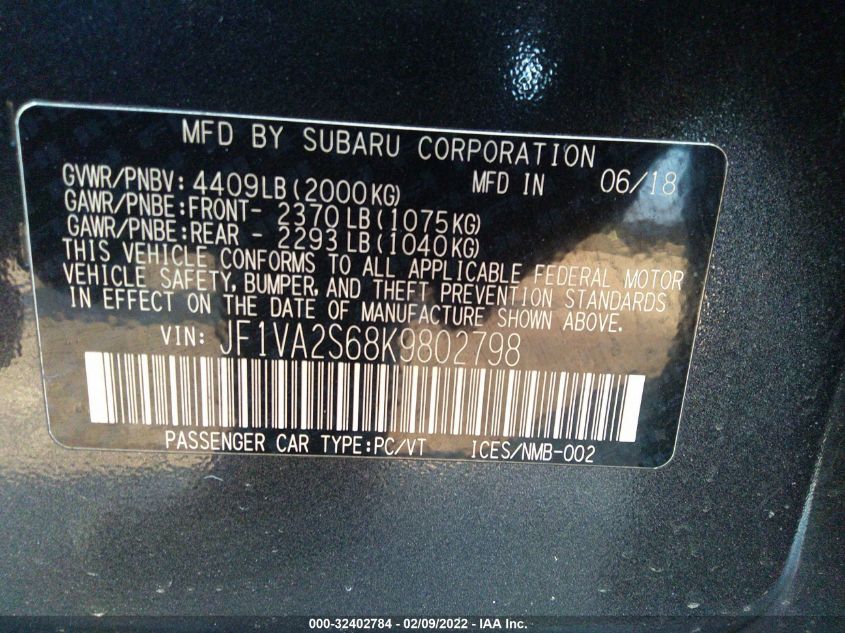 MFD BY SUBARU CORPORATION
GVWR/PNBV: 4409LB(2000KG) MFD IN 06/18
GAWR/PNBE:FRONT- 2370LB(1075KG)
GAWR/PNBE:REAR - 2293LB(1040KG)
THIS VEHICLE CONFORMS TO ALL APPLICABLE FEDERAL MOTOR
VEHICLE SAFETY, BUMPER, AND THEFT PREVENTION STANDARDS
IN EFFECT ON THE DATE OF MANUFACTURE SHOWN ABOVE.
VIN: JF1VA2S68K9802798
PASSENGER CAR TYPE:PC/VT ICES/NMB-002
000-32402784 - 02/09/2022 - IAA Inc.